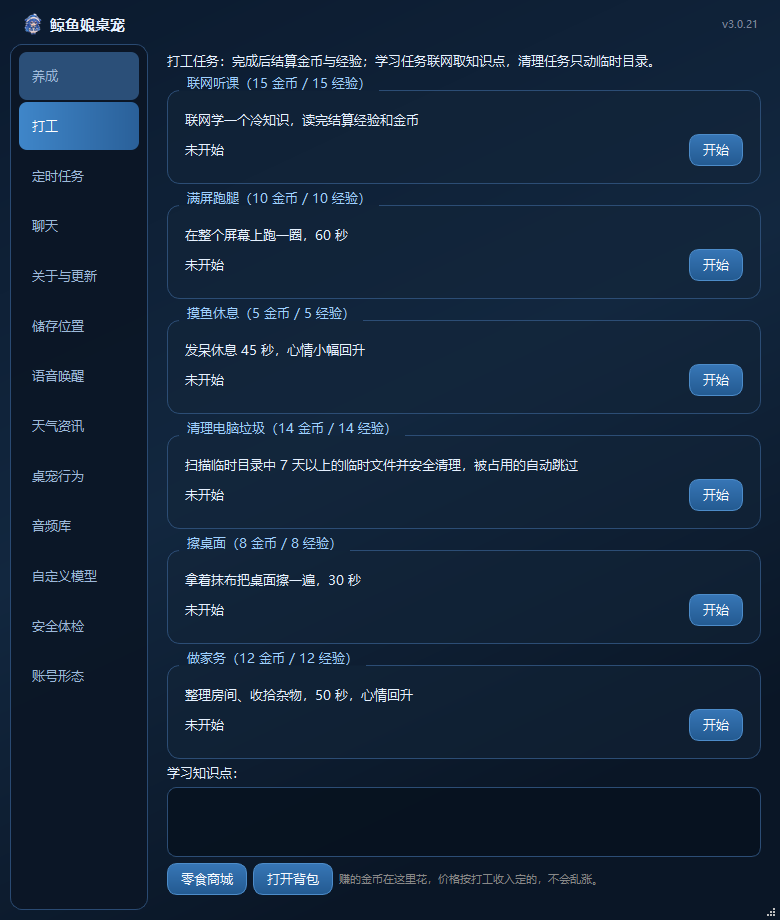 鲸鱼娘桌宠
v3.0.21
养成
打工
定时任务
聊天
关于与更新
储存位置
语音唤醒
天气资讯
桌宠行为
音频库
自定义模型
安全体检
账号形态
打工任务：完成后结算金币与经验；学习任务联网取知识点，清理任务只动临时目录。
联网听课（15 金币 / 15 经验）
联网学一个冷知识，读完结算经验和金币
未开始
开始
满屏跑腿（10 金币 / 10 经验）
在整个屏幕上跑一圈，60 秒
未开始
开始
摸鱼休息（5 金币 / 5 经验）
发呆休息 45 秒，心情小幅回升
未开始
开始
清理电脑垃圾（14 金币 / 14 经验）
扫描临时目录中 7 天以上的临时文件并安全清理，被占用的自动跳过
未开始
开始
擦桌面（8 金币 / 8 经验）
拿着抹布把桌面擦一遍，30 秒
未开始
开始
做家务（12 金币 / 12 经验）
整理房间、收拾杂物，50 秒，心情回升
未开始
开始
学习知识点：
零食商城
打开背包
赚的金币在这里花，价格按打工收入定的，不会乱涨。